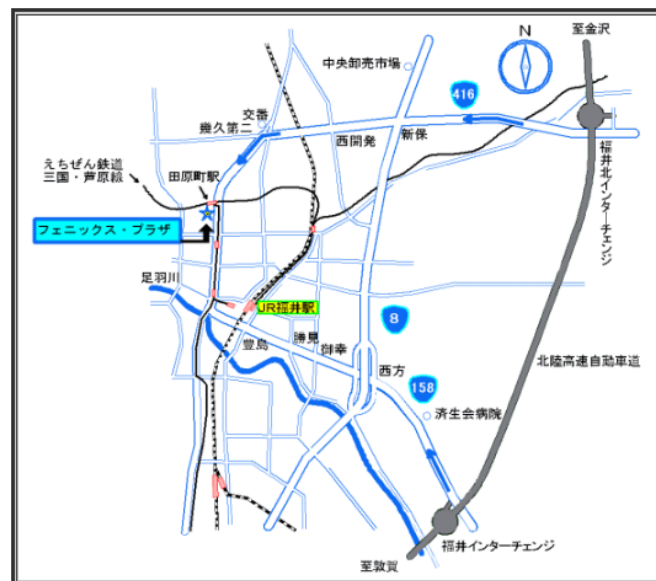 至金沢
N
中央卸売市場
416
交番
幾久第二
新保
西開発
えちぜん鉄道
三国・芦原線
田原町駅
福井北インターチェンジ
フェニックス・プラザ
足羽川
JR福井駅
8
豊島
勝見
御幸
西方
北陸高速自動車道
158
済生会病院
福井インターチェンジ
至敦賀